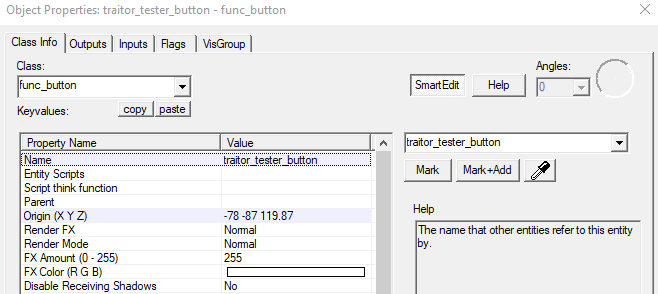 Object Properties: traitor_tester_button - func_button
Class Info Outputs Inputs Flags VisGroup
Class:
func_button
SmartEdit Help
Angles:
0
Keyvalues: copy paste
Property Name Value
Name traitor_tester_button
Entity Scripts
Script think function
Parent
Origin (X Y Z) -78 -87 119.87
Render FX Normal
Render Mode Normal
FX Amount (0 - 255) 255
FX Color (R G B)
Disable Receiving Shadows No
traitor_tester_button
Mark Mark+Add
Help
The name that other entities refer to this entity
by.